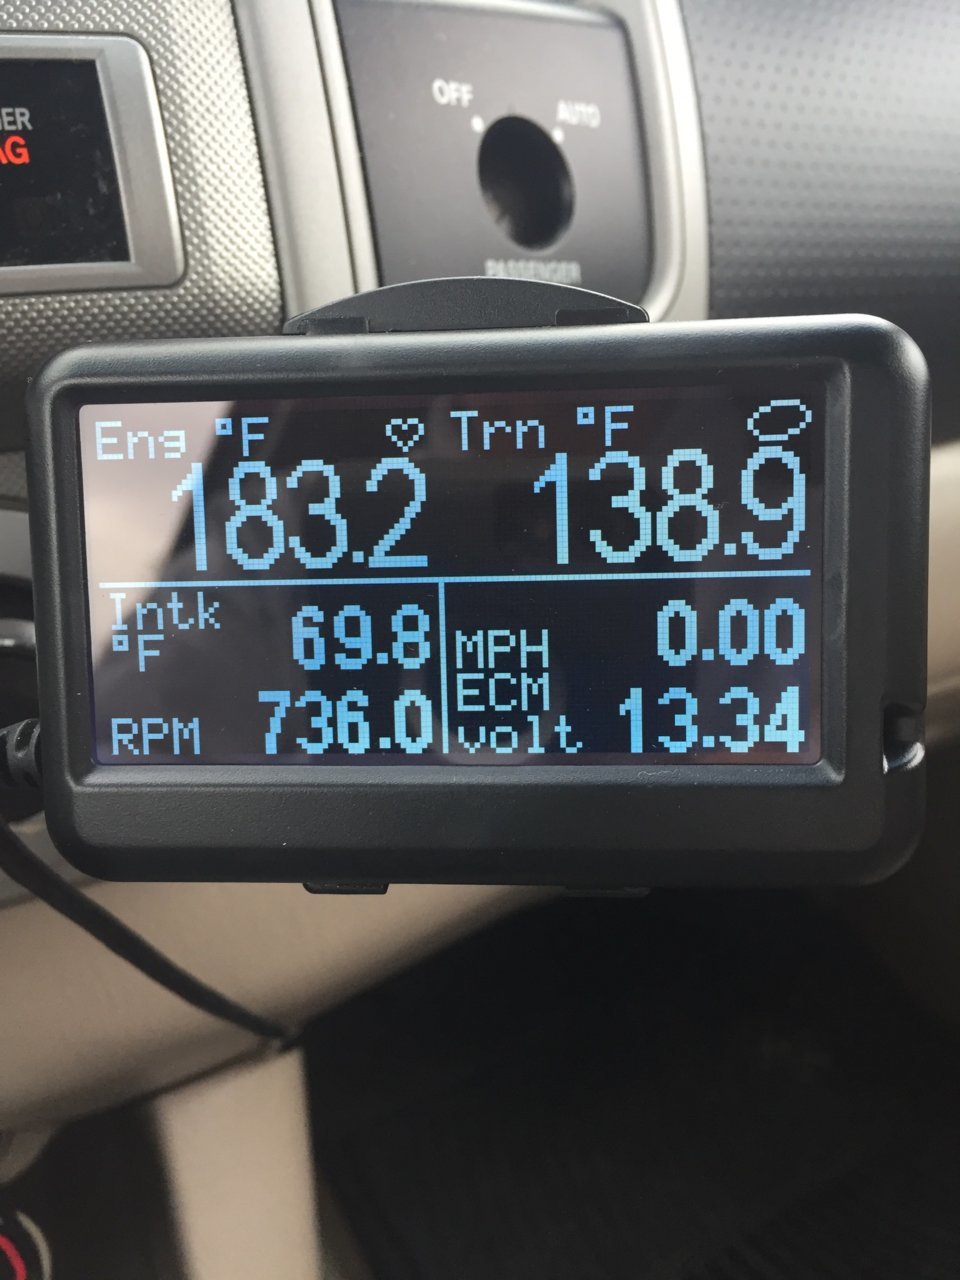 OFF
AUTO
PASSENGER
Eng °F
183.2
Trn °F
138.9
Intk
°F
69.8
RPM
736.0
MPH
0.00
ECM
volt
13.34